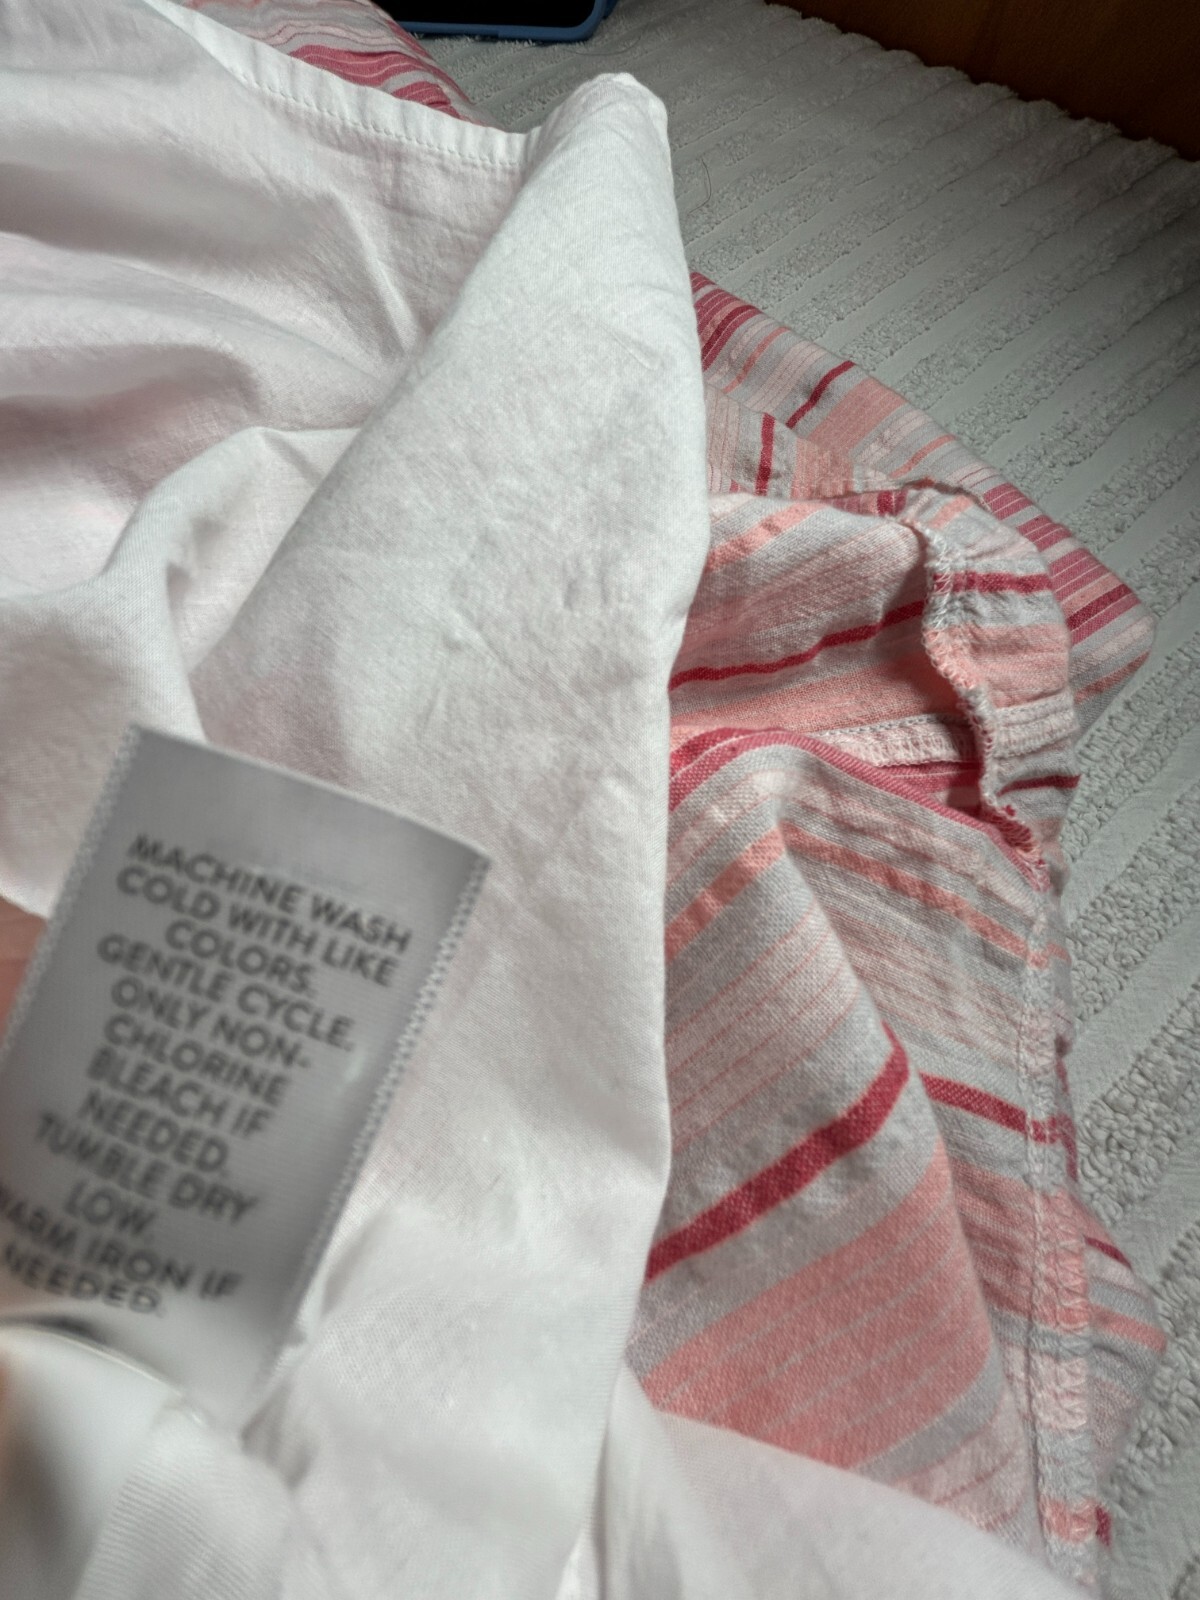 MACHINE WASH
COLD WITH LIKE
COLORS.
GENTLE CYCLE.
ONLY NON-
CHLORINE
BLEACH IF
NEEDED.
TUMBLE DRY
LOW.
WARM IRON IF
NEEDED.